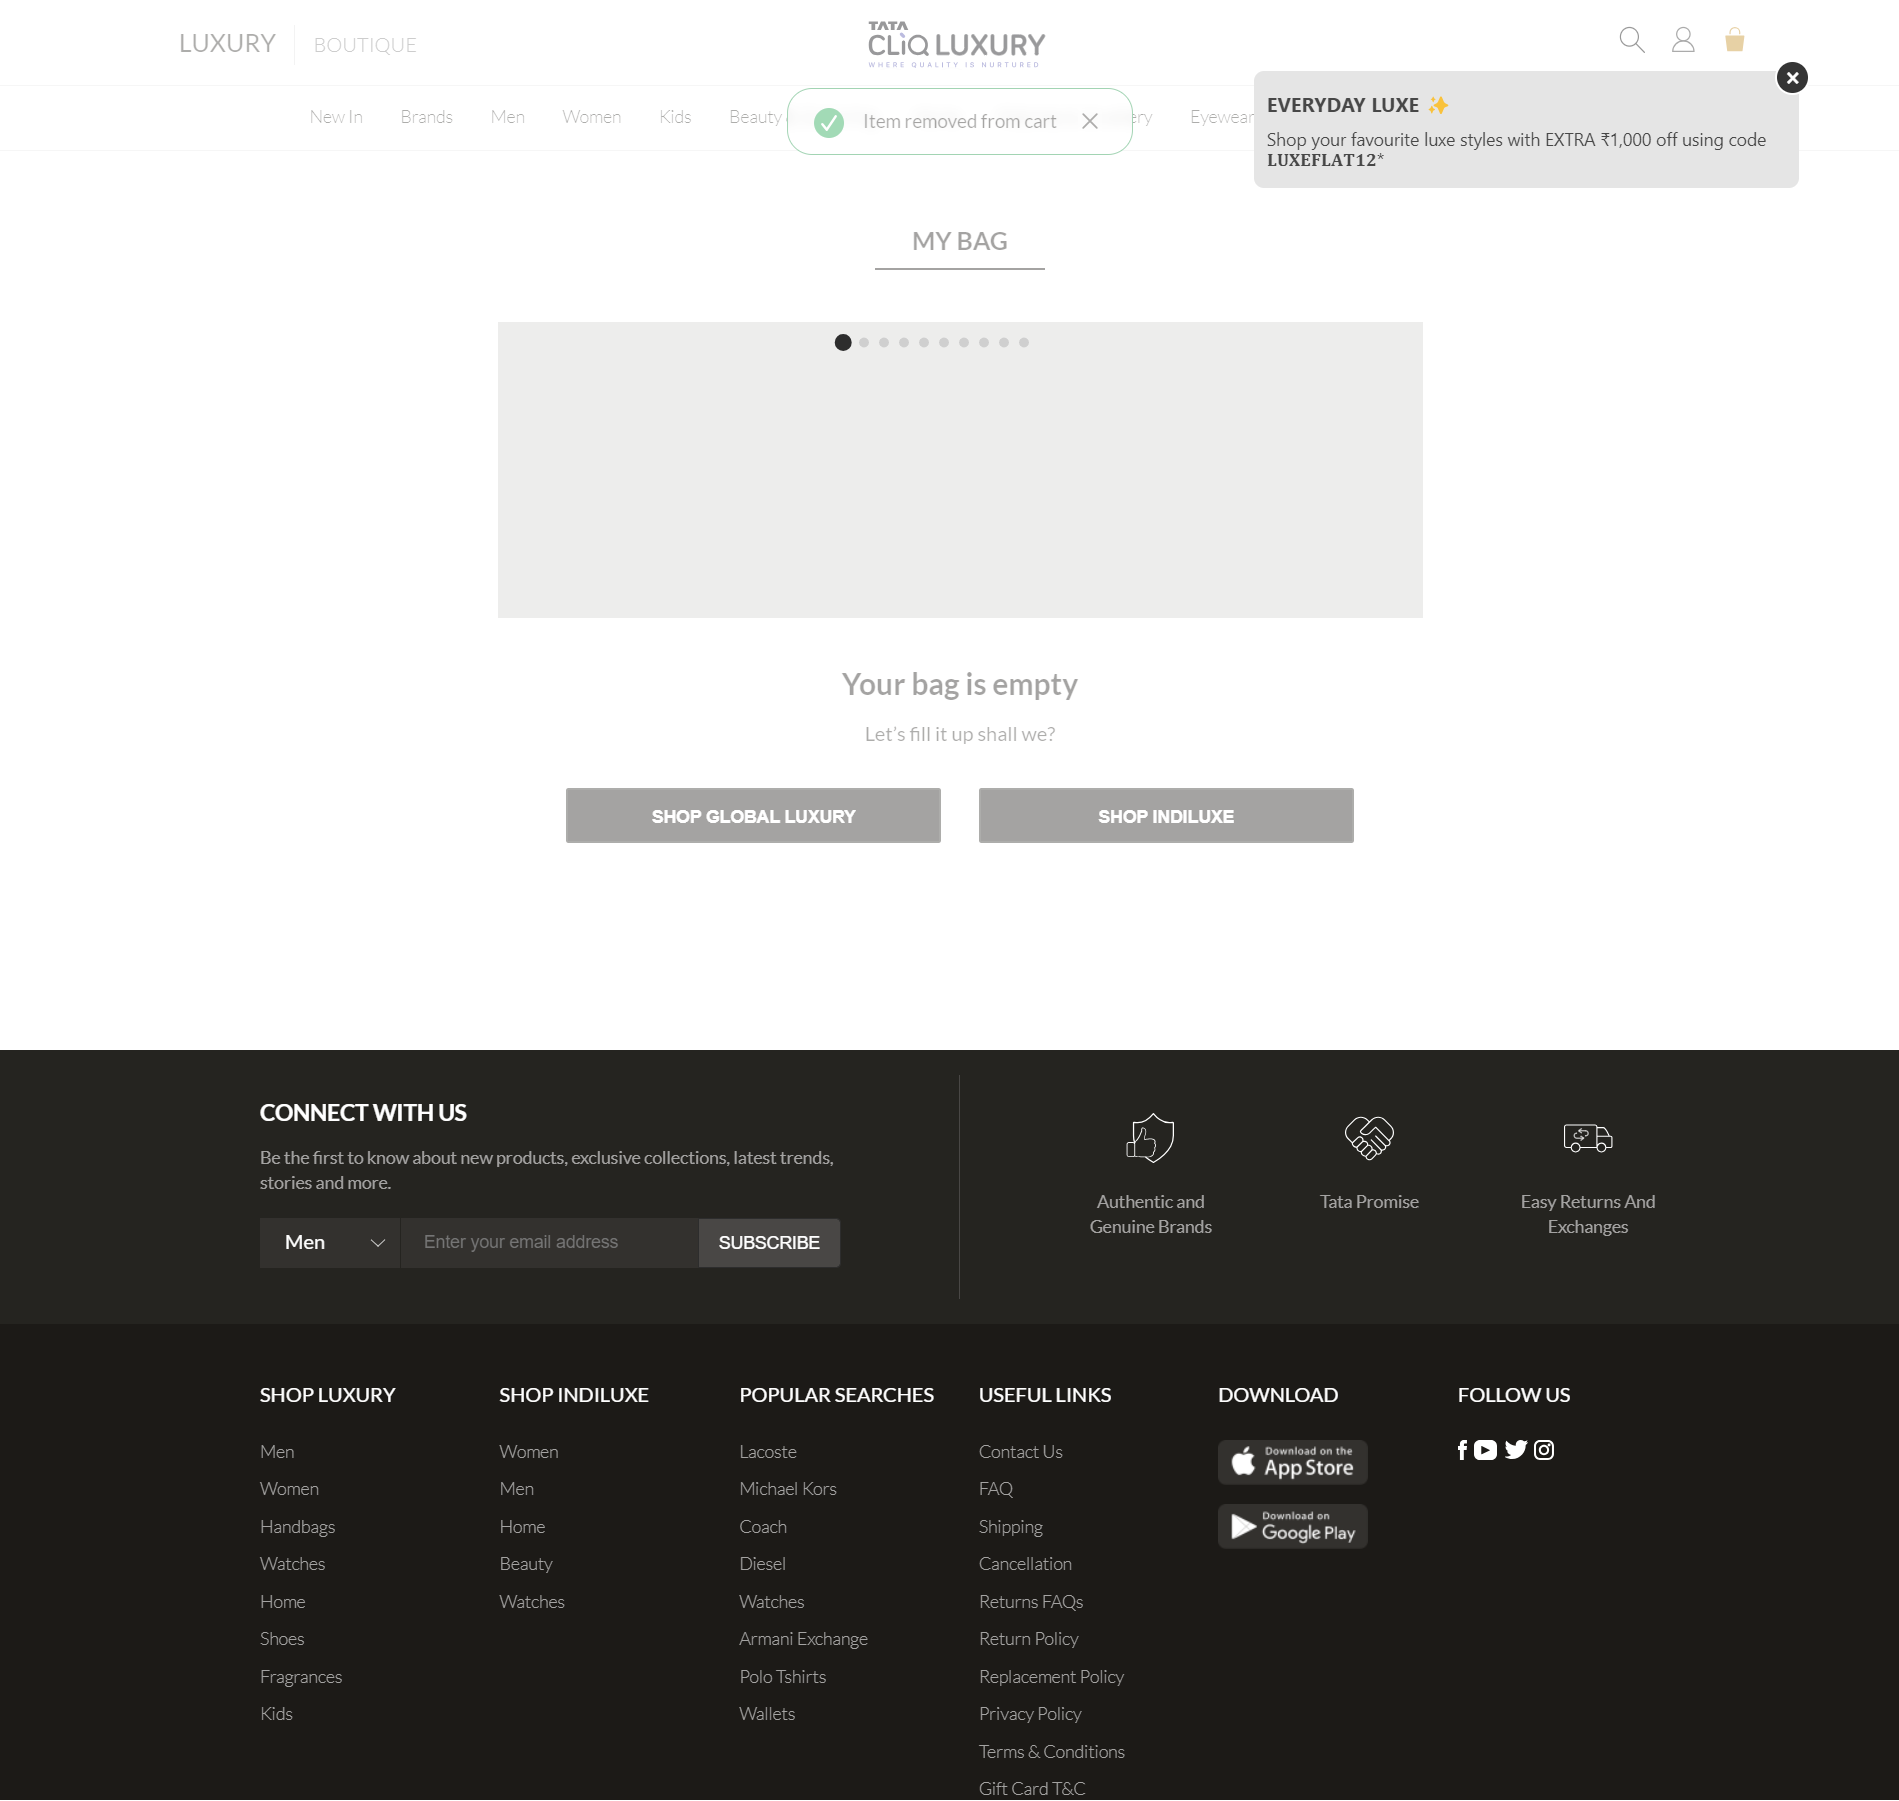 LUXURY
BOUTIQUE
TATA
CLiQ LUXURY
WHERE QUALITY IS NURTURED
EVERYDAY LUXE ✨
Shop your favourite luxe styles with EXTRA ₹1,000 off using code
LUXEFLAT12*
New In
Brands
Men
Women
Kids
Beauty
Item removed from cart
Eyewear
MY BAG
Your bag is empty
Let's fill it up shall we?
SHOP GLOBAL LUXURY
SHOP INDILUXE
CONNECT WITH US
Be the first to know about new products, exclusive collections, latest trends,
stories and more.
Men
Enter your email address
SUBSCRIBE
Authentic and
Genuine Brands
Tata Promise
Easy Returns And
Exchanges
SHOP LUXURY
Men
Women
Handbags
Watches
Home
Shoes
Fragrances
Kids
SHOP INDILUXE
Women
Men
Home
Beauty
Watches
POPULAR SEARCHES
Lacoste
Michael Kors
Coach
Diesel
Watches
Armani Exchange
Polo Tshirts
Wallets
USEFUL LINKS
Contact Us
FAQ
Shipping
Cancellation
Returns FAQs
Return Policy
Replacement Policy
Privacy Policy
Terms & Conditions
Gift Card T&C
DOWNLOAD
Download on the
App Store
Download on
Google Play
FOLLOW US